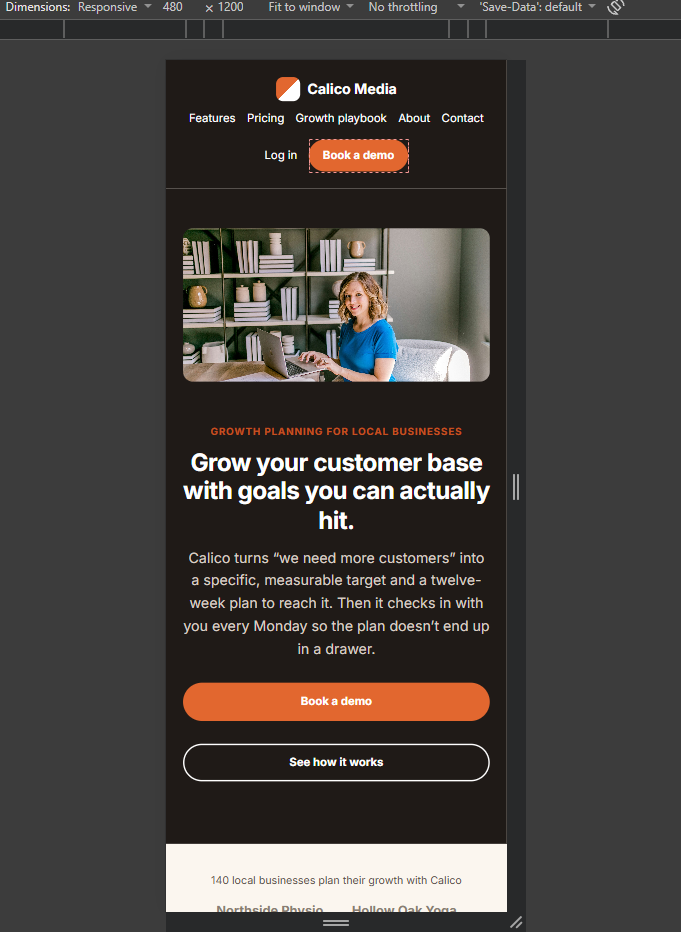 Dimensions: Responsive 480 × 1200 Fit to window No throttling 'Save-Data': default
Calico Media
Features Pricing Growth playbook About Contact
Log in Book a demo
GROWTH PLANNING FOR LOCAL BUSINESSES
Grow your customer base
with goals you can actually
hit.
Calico turns “we need more customers” into
a specific, measurable target and a twelve-
week plan to reach it. Then it checks in with
you every Monday so the plan doesn’t end up
in a drawer.
Book a demo
See how it works
140 local businesses plan their growth with Calico
Northside Physio Hollow Oak Yoga